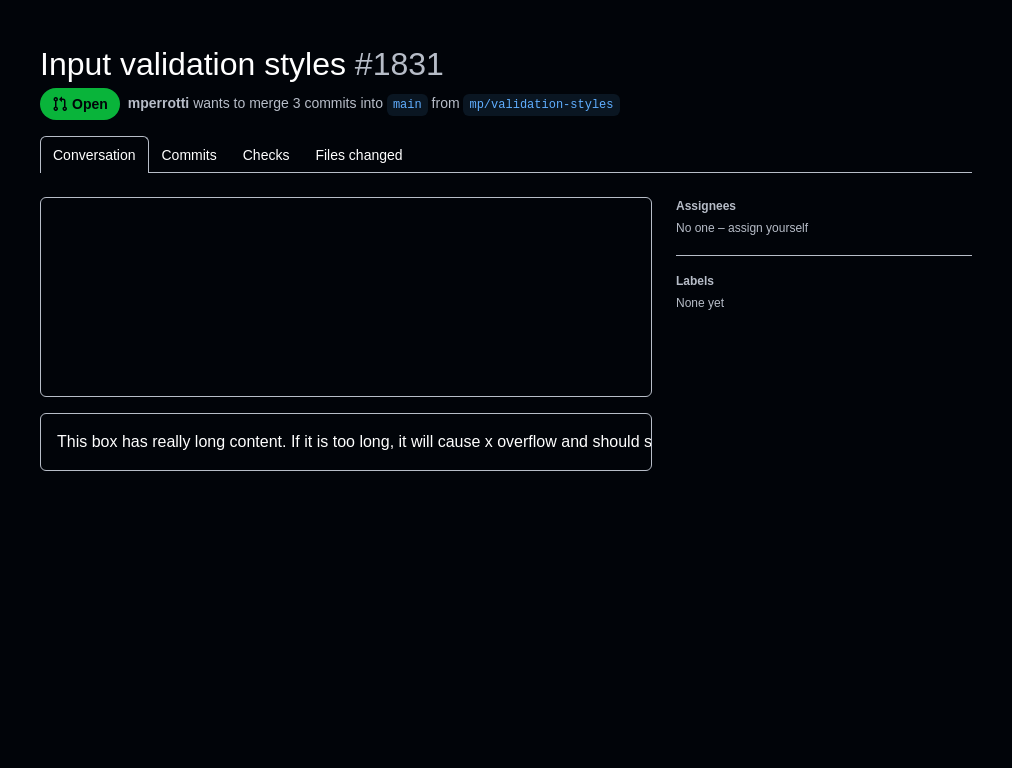 Input validation styles #1831
Open mperrotti wants to merge 3 commits into main from mp/validation-styles
Conversation Commits Checks Files changed
Assignees
No one – assign yourself
Labels
None yet
This box has really long content. If it is too long, it will cause x overflow and should s